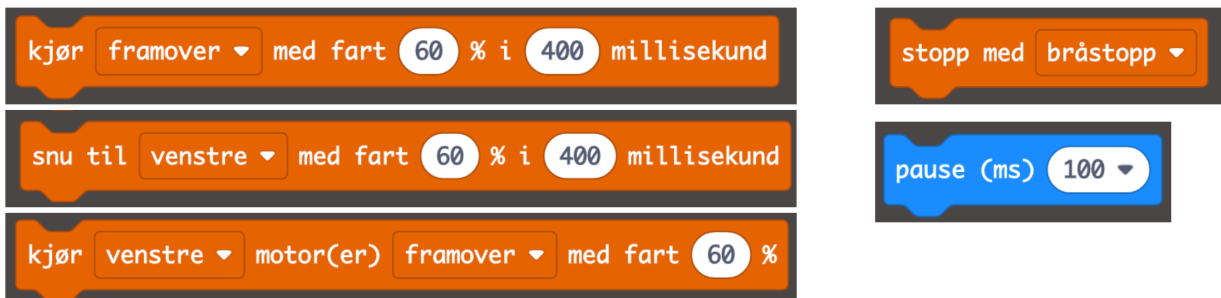 kjør framover med fart 60 % i 400 millisekund
snu til venstre med fart 60 % i 400 millisekund
kjør venstre motor(er) framover med fart 60 %
stopp med bråstopp
pause (ms) 100